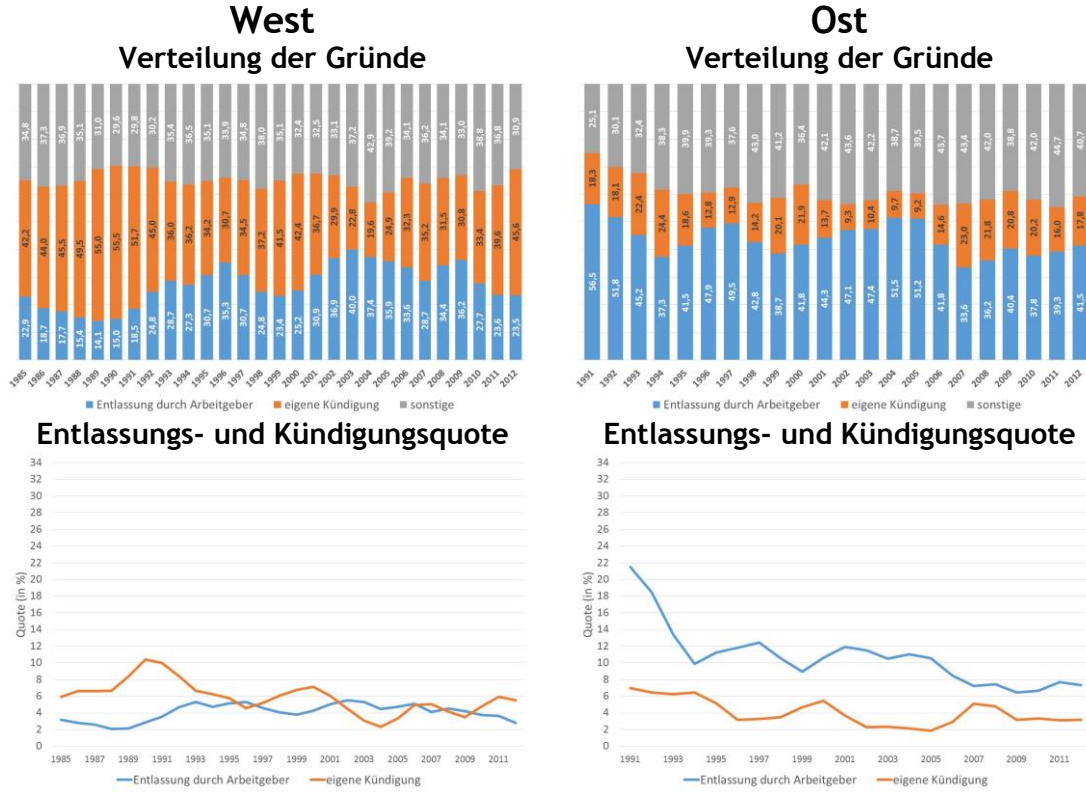 West
Verteilung der Gründe
34,8 37,3 36,9 35,1 31,0 29,6 29,8 30,2 35,4 36,5 35,1 33,9 34,8 38,0 35,1 32,4 32,5 33,1 37,2 42,9 39,2 34,1 36,2 34,1 33,0 38,8 36,8 30,9
42,2 44,0 45,5 49,5 55,0 55,5 51,7 45,0 36,0 36,2 34,2 30,7 34,5 37,2 41,5 42,4 36,7 29,9 22,8 19,6 24,9 32,3 35,2 31,5 30,8 33,4 39,6 45,6
22,9 18,7 17,7 15,4 14,1 15,0 18,5 24,8 28,7 27,3 30,7 35,3 30,7 24,8 23,4 25,2 30,9 36,9 40,0 37,4 35,9 33,6 28,7 34,4 36,2 27,7 23,6 23,5
1985 1986 1987 1988 1989 1990 1991 1992 1993 1994 1995 1996 1997 1998 1999 2000 2001 2002 2003 2004 2005 2006 2007 2008 2009 2010 2011 2012
Entlassung durch Arbeitgeber eigene Kündigung sonstige
Entlassungs- und Kündigungsquote
34
32
30
28
26
24
22
20
18
16
14
12
10
8
6
4
2
0
Quote (in %)
1985 1987 1989 1991 1993 1995 1997 1999 2001 2003 2005 2007 2009 2011
Entlassung durch Arbeitgeber eigene Kündigung
Ost
Verteilung der Gründe
25,1 30,1 32,4 38,3 39,9 39,3 37,6 43,0 41,2 36,4 42,1 43,6 42,2 38,7 39,5 43,7 43,4 42,0 38,8 42,0 44,7 40,7
18,3 18,1 22,4 24,4 18,6 12,8 12,9 14,2 20,1 21,9 13,7 9,3 10,4 9,7 9,2 14,6 23,0 21,8 20,8 20,2 16,0 17,8
56,5 51,8 45,2 37,3 41,5 47,9 49,5 42,8 38,7 41,8 44,3 47,1 47,4 51,5 51,2 41,8 33,6 36,2 40,4 37,8 39,3 41,5
1991 1992 1993 1994 1995 1996 1997 1998 1999 2000 2001 2002 2003 2004 2005 2006 2007 2008 2009 2010 2011 2012
Entlassung durch Arbeitgeber eigene Kündigung sonstige
Entlassungs- und Kündigungsquote
34
32
30
28
26
24
22
20
18
16
14
12
10
8
6
4
2
0
Quote (in %)
1991 1993 1995 1997 1999 2001 2003 2005 2007 2009 2011
Entlassung durch Arbeitgeber eigene Kündigung